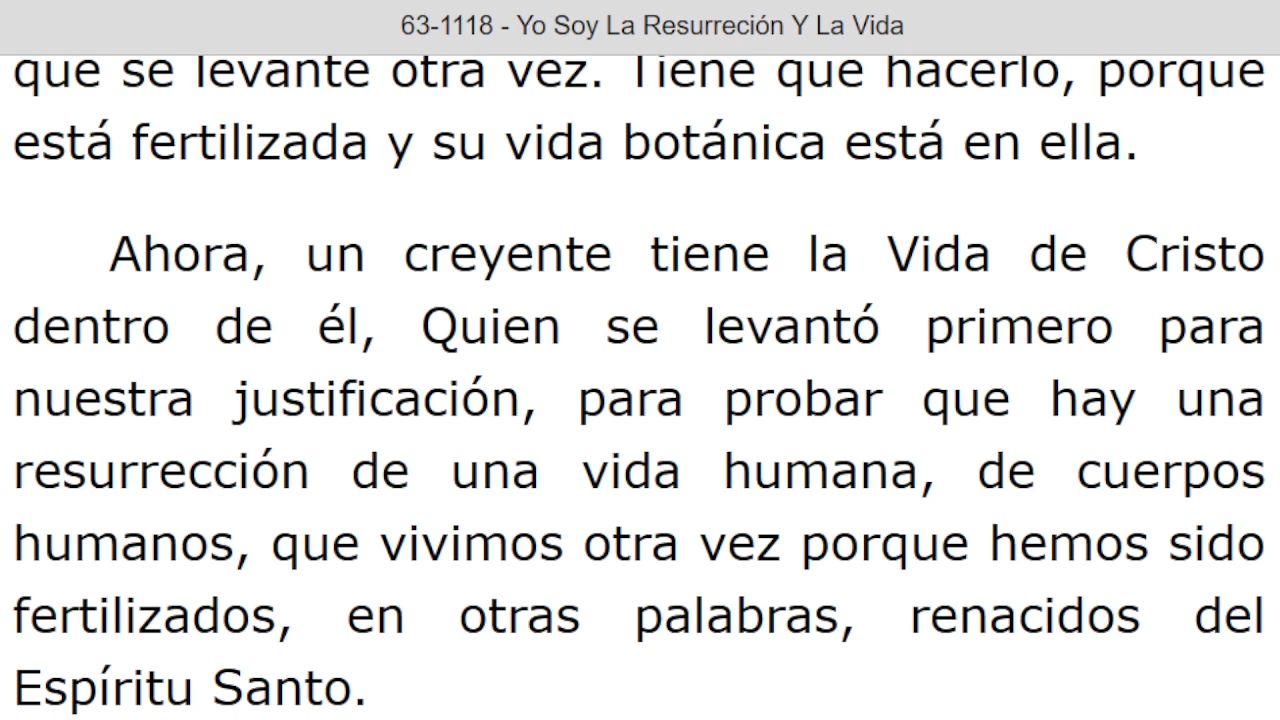 63-1118 - Yo Soy La Resurreción Y La Vida
que se levante otra vez. Tiene que hacerlo, porque
está fertilizada y su vida botánica está en ella.
Ahora, un creyente tiene la Vida de Cristo
dentro de él, Quien se levantó primero para
nuestra justificación, para probar que hay una
resurrección de una vida humana, de cuerpos
humanos, que vivimos otra vez porque hemos sido
fertilizados, en otras palabras, renacidos del
Espíritu Santo.